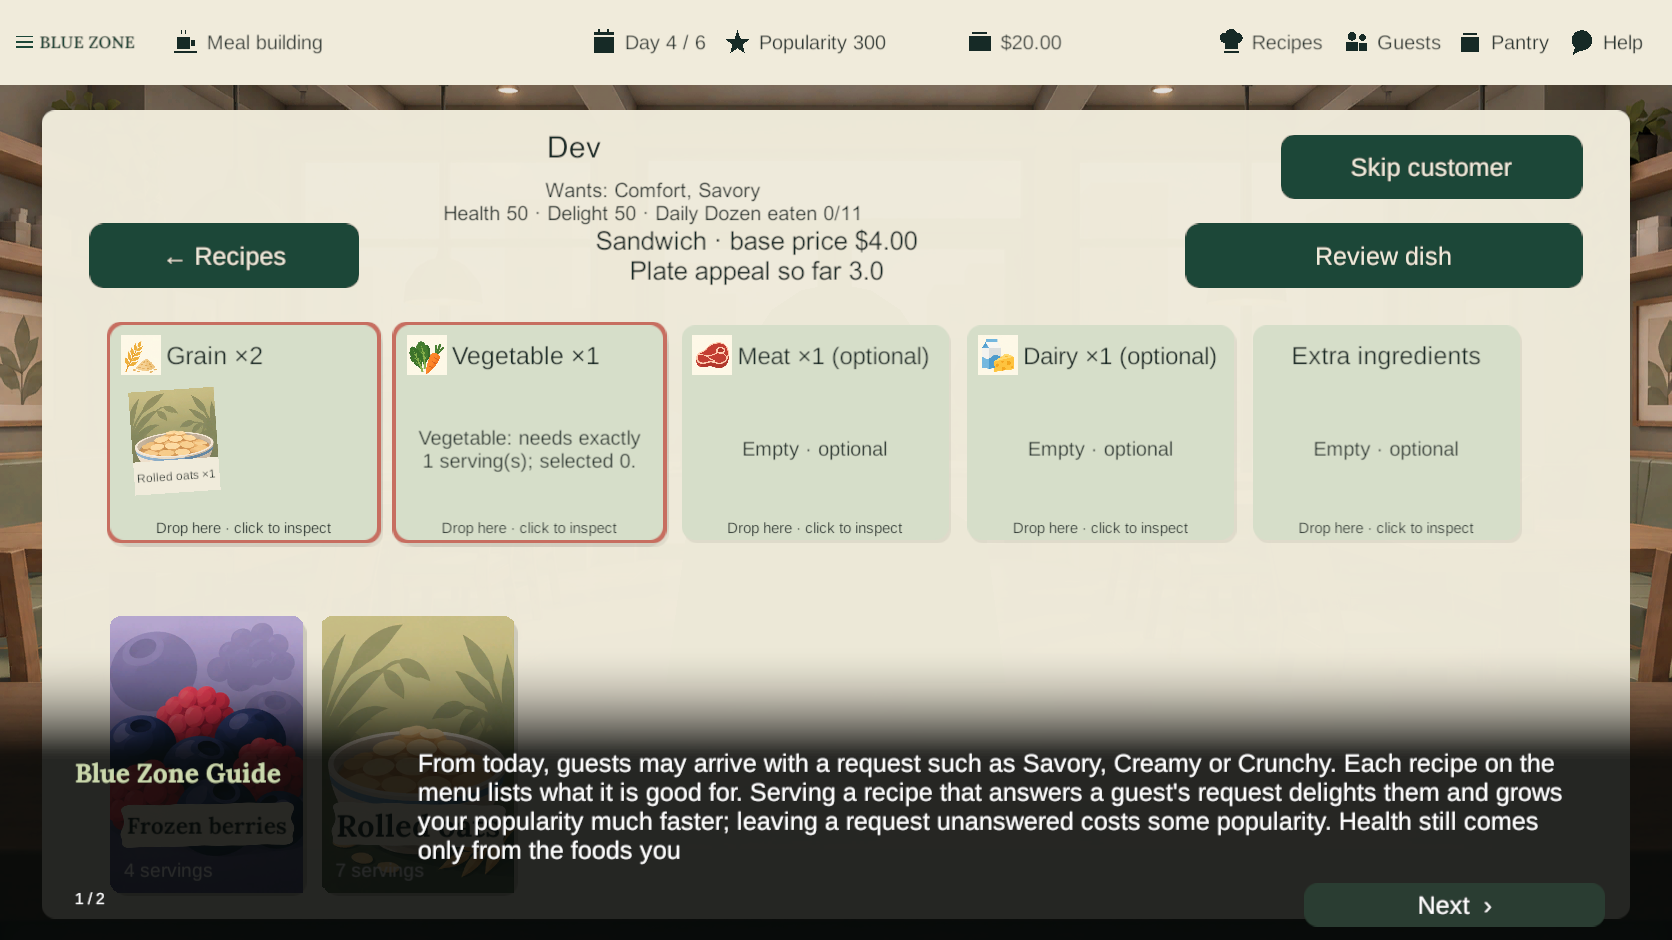 BLUE ZONE
Meal building
Day 4 / 6
Popularity 300
$20.00
Recipes
Guests
Pantry
Help
Dev
Wants: Comfort, Savory
Health 50 · Delight 50 · Daily Dozen eaten 0/11
Sandwich · base price $4.00
Plate appeal so far 3.0
Skip customer
← Recipes
Review dish
Grain ×2
Rolled oats ×1
Drop here · click to inspect
Vegetable ×1
Vegetable: needs exactly
1 serving(s); selected 0.
Drop here · click to inspect
Meat ×1 (optional)
Empty · optional
Drop here · click to inspect
Dairy ×1 (optional)
Empty · optional
Drop here · click to inspect
Extra ingredients
Empty · optional
Drop here · click to inspect
Frozen berries
4 servings
Rolled oats
7 servings
Blue Zone Guide
From today, guests may arrive with a request such as Savory, Creamy or Crunchy. Each recipe on the
menu lists what it is good for. Serving a recipe that answers a guest's request delights them and grows
your popularity much faster; leaving a request unanswered costs some popularity. Health still comes
only from the foods you
1 / 2
Next ›